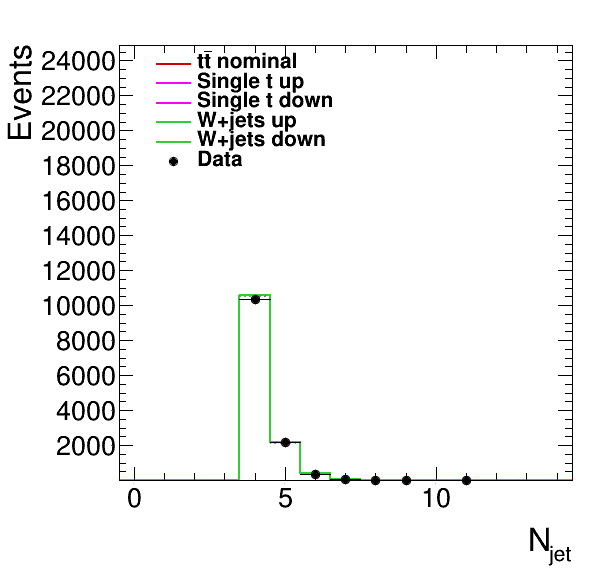 Events
24000
22000
20000
18000
16000
14000
12000
10000
8000
6000
4000
2000
tt̄ nominal
Single t up
Single t down
W+jets up
W+jets down
Data
0 5 10
N_jet